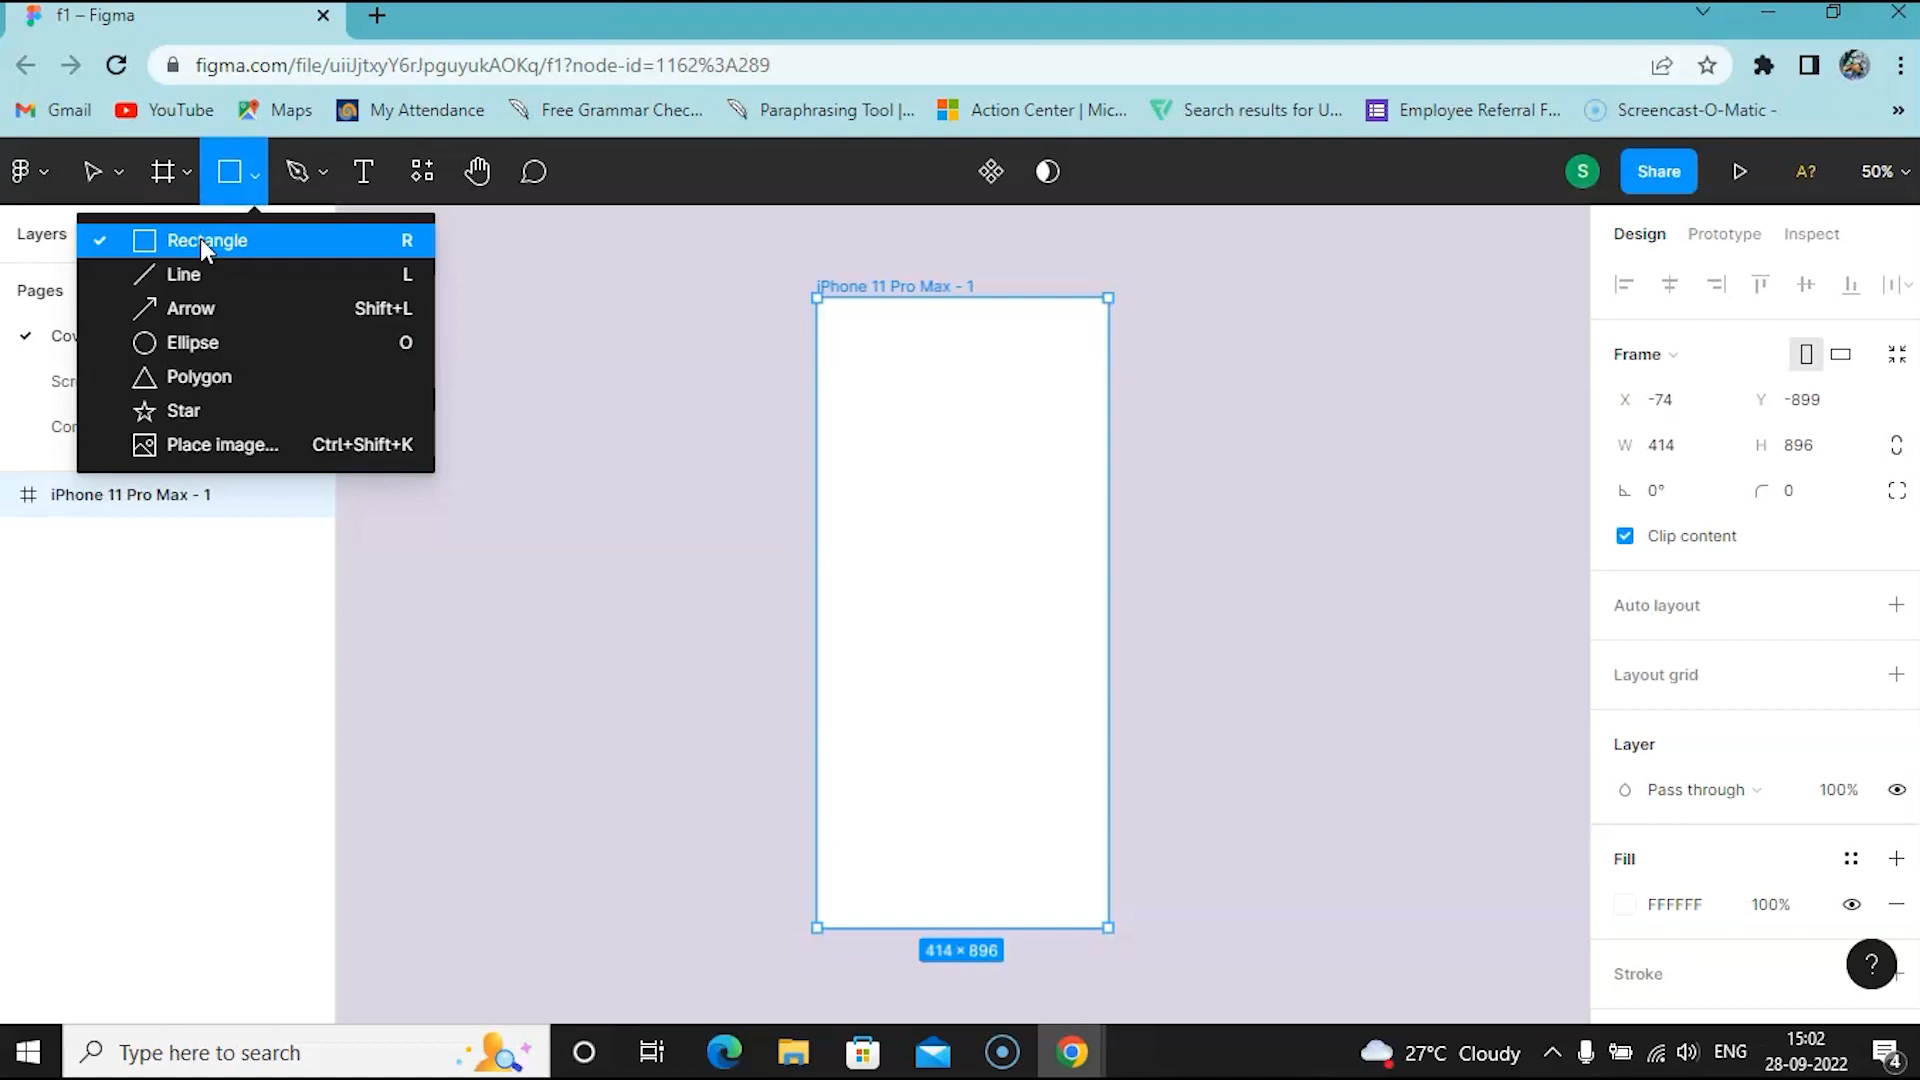 f1 – Figma
figma.com/file/uiiJjtxyY6rJpguyukAOKq/f1?node-id=1162%3A289
Gmail YouTube Maps My Attendance Free Grammar Chec... Paraphrasing Tool |... Action Center | Mic... Search results for U... Employee Referral F... Screencast-O-Matic - »
T S Share A? 50%
Layers
Rectangle R
Line L
Arrow Shift+L
Ellipse O
Polygon
Star
Place image... Ctrl+Shift+K
Pages
iPhone 11 Pro Max - 1
iPhone 11 Pro Max - 1
414 × 896
Design Prototype Inspect
Frame
X -74 Y -899
W 414 H 896
0° 0
Clip content
Auto layout
Layout grid
Layer
Pass through 100%
Fill
FFFFFF 100%
Stroke
?
Type here to search
27°C Cloudy
ENG
15:02
28-09-2022
4